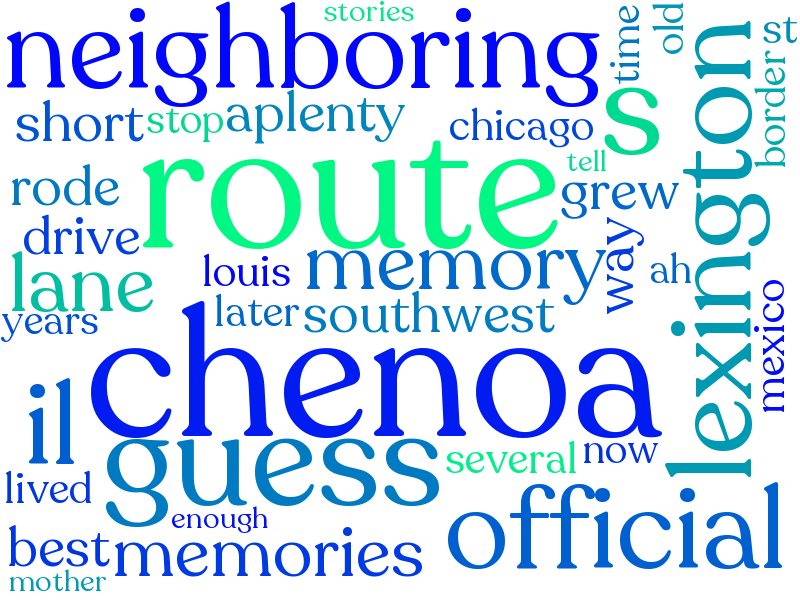 stories
neighboring
time
old
st
short
stop
aplenty
chicago
s
border
rode
route
tell
grew
lexington
drive
lane
louis
memory
way
ah
years
later
southwest
mexico
chenoa
il
guess
several
now
lived
enough
official
best
memories
mother